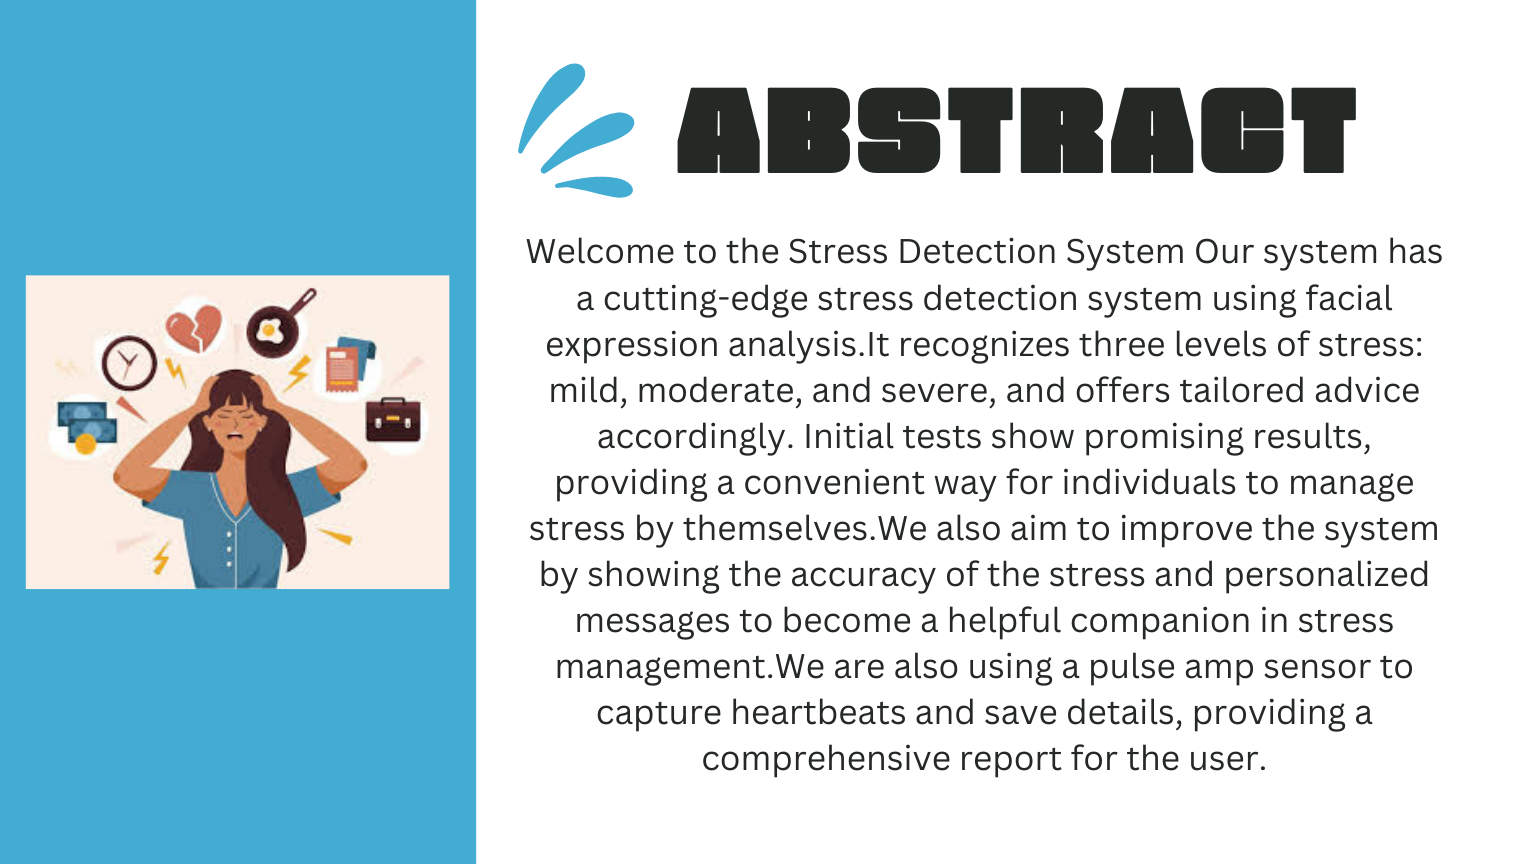 ABSTRACT
Welcome to the Stress Detection System Our system has
a cutting-edge stress detection system using facial
expression analysis.It recognizes three levels of stress:
mild, moderate, and severe, and offers tailored advice
accordingly. Initial tests show promising results,
providing a convenient way for individuals to manage
stress by themselves.We also aim to improve the system
by showing the accuracy of the stress and personalized
messages to become a helpful companion in stress
management.We are also using a pulse amp sensor to
capture heartbeats and save details, providing a
comprehensive report for the user.